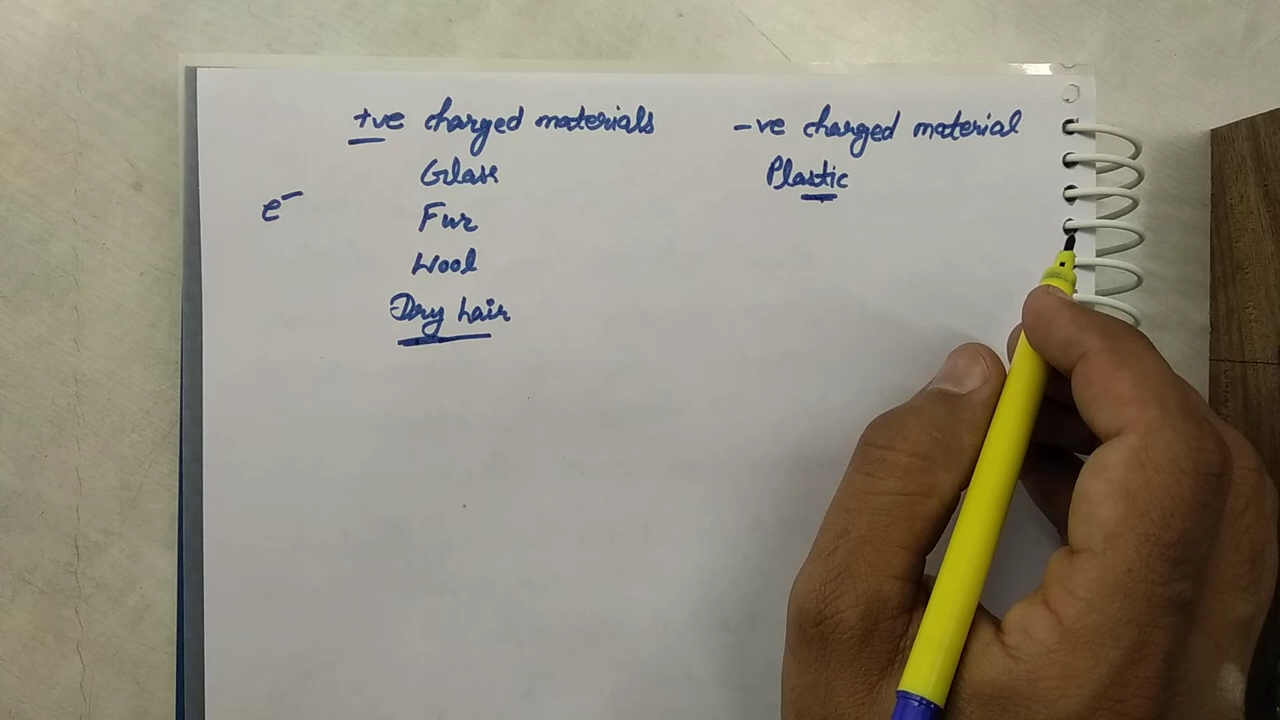 +ve charged materials
-ve charged material
Glass
Plastic
e⁻
Fur
Wool
Dry hair